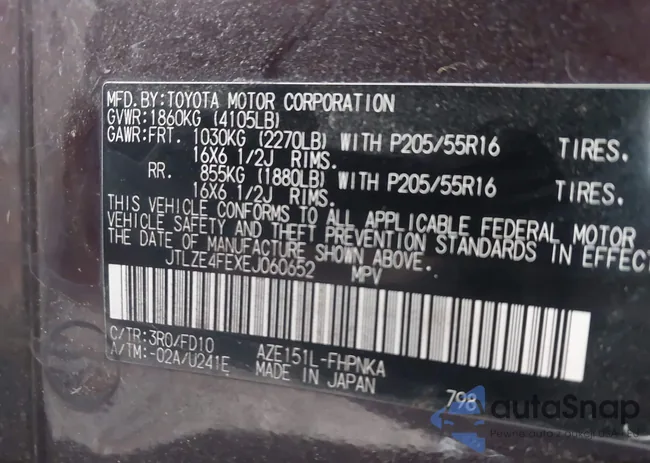 MFD.BY:TOYOTA MOTOR CORPORATION
GVWR:1860KG (4105LB)
GAWR:FRT. 1030KG (2270LB) WITH P205/55R16 TIRES.
16X6 1/2J RIMS.
RR. 855KG (1880LB) WITH P205/55R16 TIRES.
16X6 1/2J RIMS.
THIS VEHICLE CONFORMS TO ALL APPLICABLE FEDERAL MOTOR
VEHICLE SAFETY AND THEFT PREVENTION STANDARDS IN EFFECT
THE DATE OF MANUFACTURE SHOWN ABOVE.
JTLZE4FEXEJ060652 MPV
C/TR:3R0/FD10 AZE151L-FHPNKA
A/TM:-02A/U241E MADE IN JAPAN
798
autaSnap